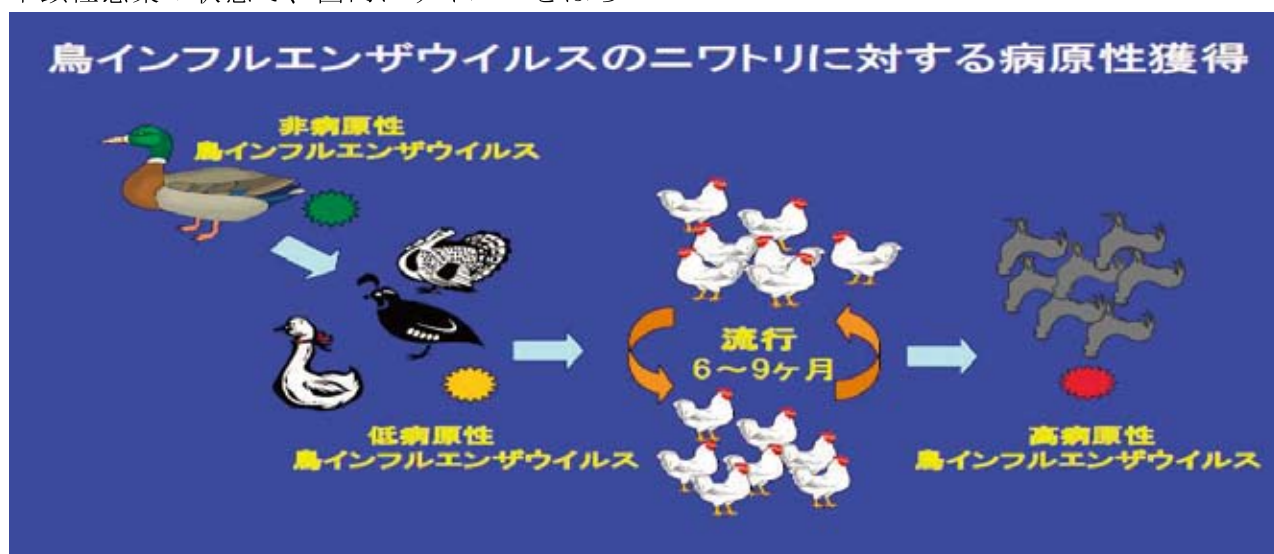 鳥インフルエンザウイルスのニワトリに対する病原性獲得
非病原性
鳥インフルエンザウイルス
流行
6～9ヶ月
低病原性
鳥インフルエンザウイルス
高病原性
鳥インフルエンザウイルス